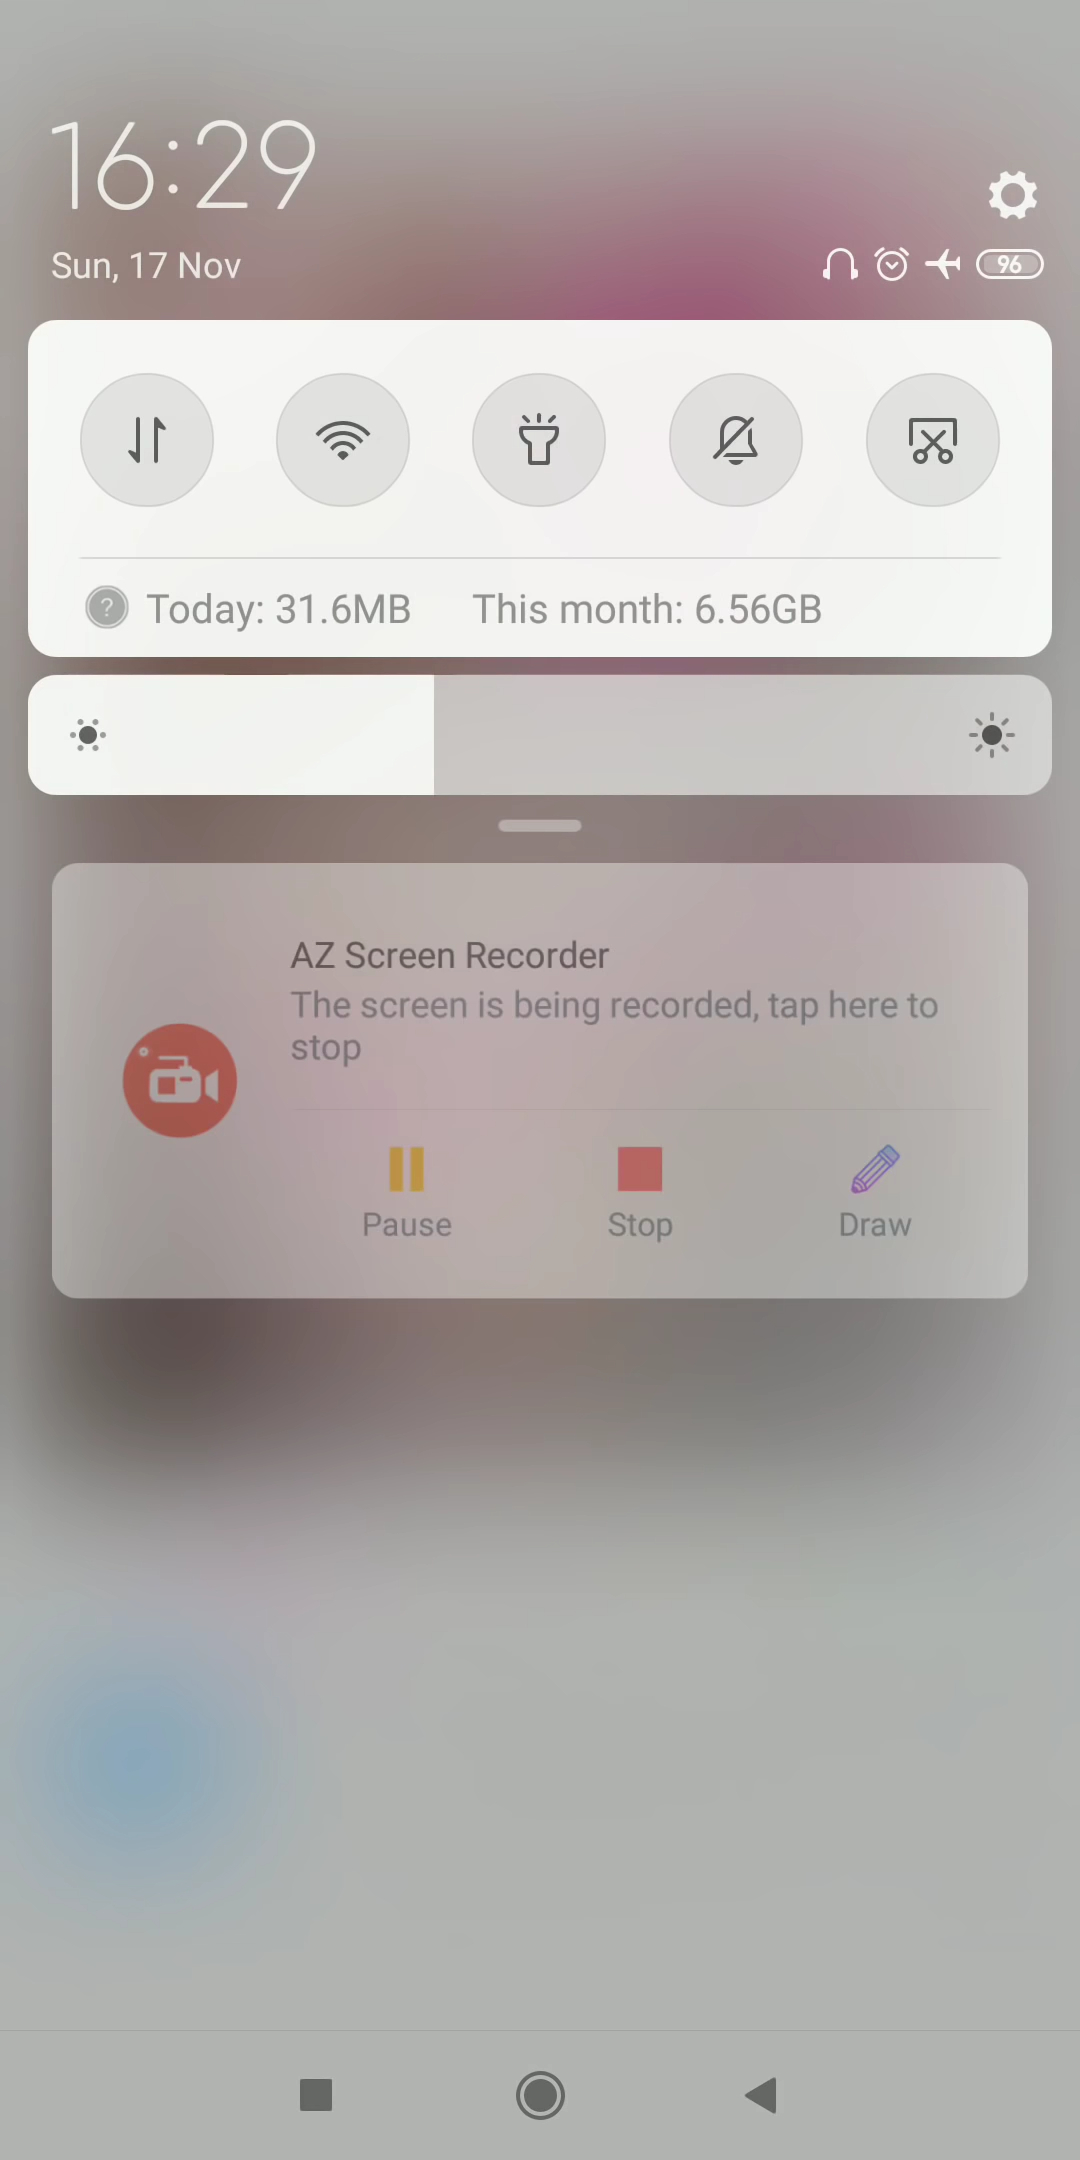 16:29
Sun, 17 Nov
96
Today: 31.6MB This month: 6.56GB
AZ Screen Recorder
The screen is being recorded, tap here to
stop
Pause Stop Draw